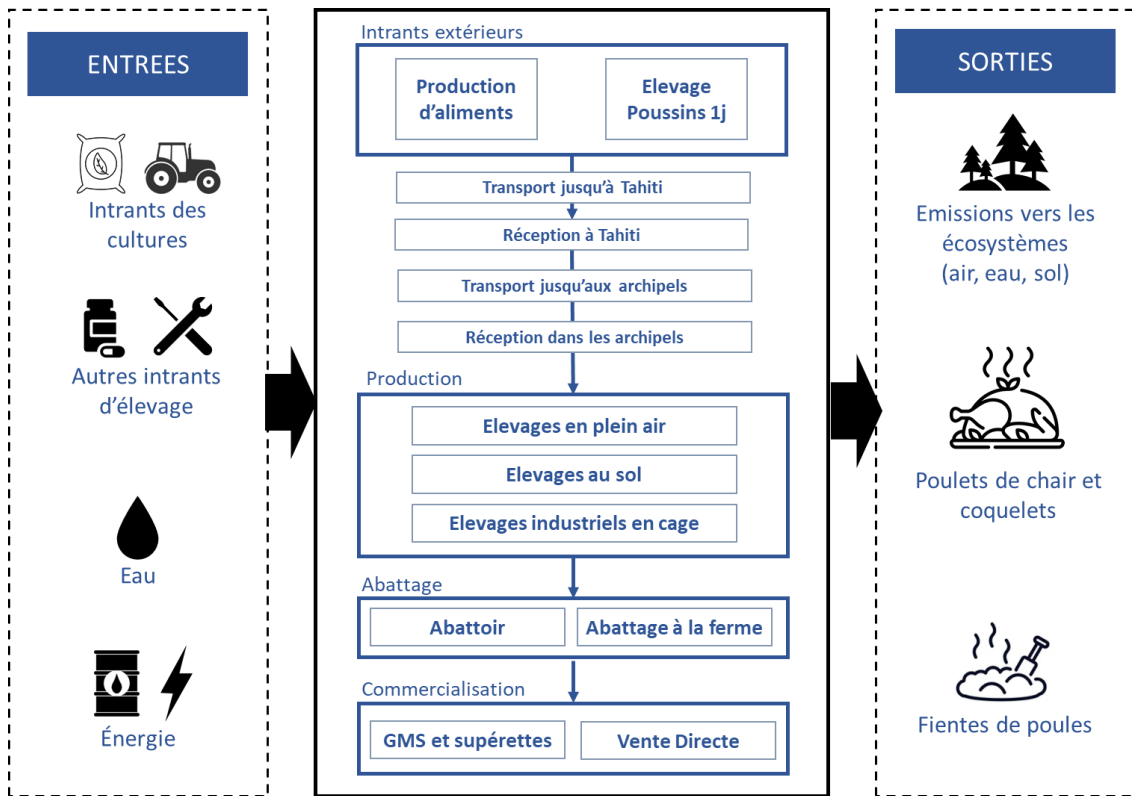 ENTREES
Intrants des
cultures
Autres intrants
d'élevage
Eau
Énergie
Intrants extérieurs
Production
d'aliments
Elevage
Poussins 1j
Transport jusqu'à Tahiti
Réception à Tahiti
Transport jusqu'aux archipels
Réception dans les archipels
Production
Elevages en plein air
Elevages au sol
Elevages industriels en cage
Abattage
Abattoir
Abattage à la ferme
Commercialisation
GMS et supérettes
Vente Directe
SORTIES
Emissions vers les
écosystèmes
(air, eau, sol)
Poulets de chair et
coquelets
Fientes de poules